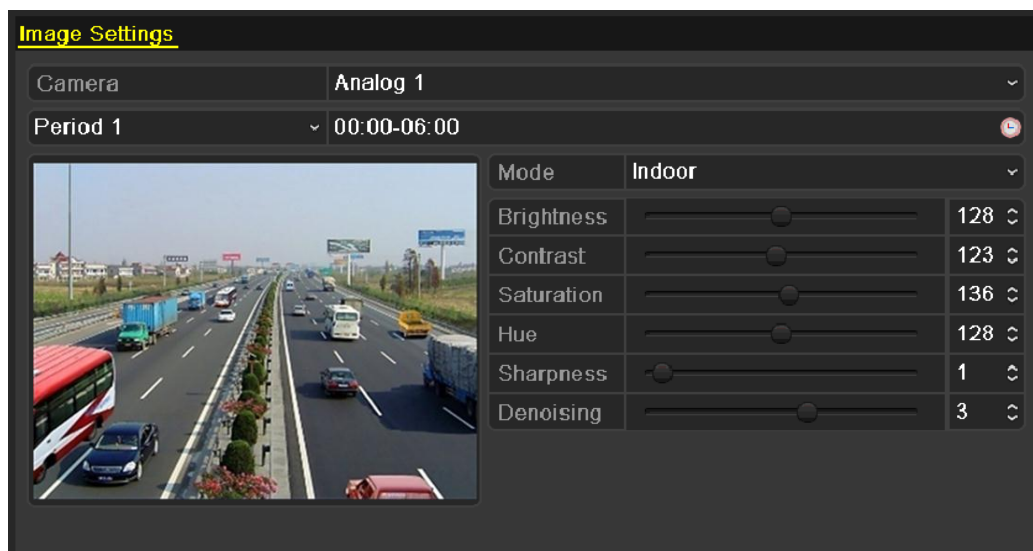 Image Settings
Camera Analog 1
Period 1 00:00-06:00
Mode Indoor
Brightness 128
Contrast 123
Saturation 136
Hue 128
Sharpness 1
Denoising 3